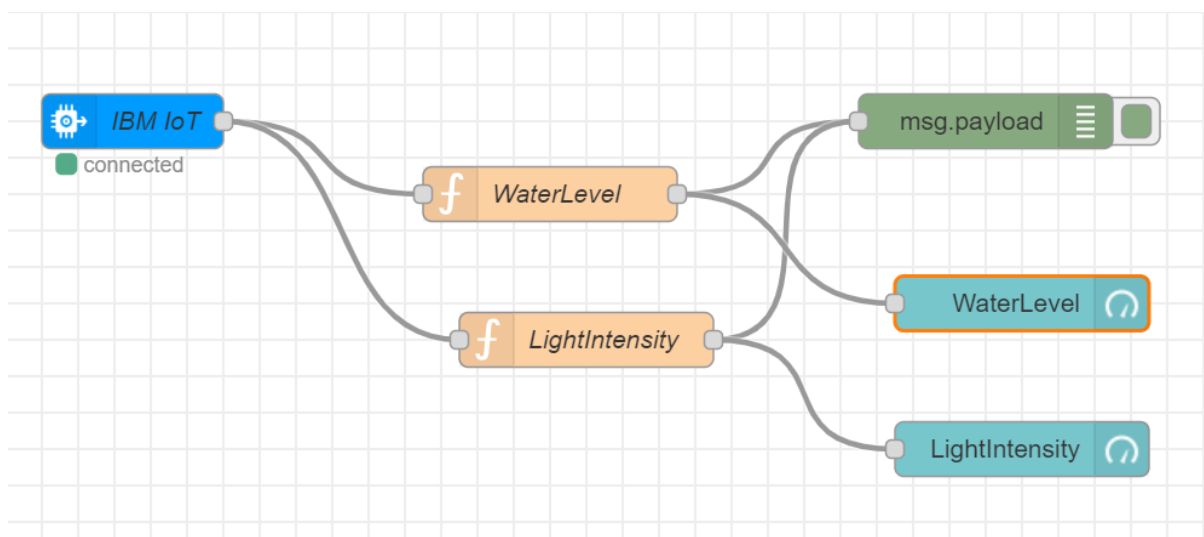 IBM IoT
connected
WaterLevel
LightIntensity
msg.payload
WaterLevel
LightIntensity